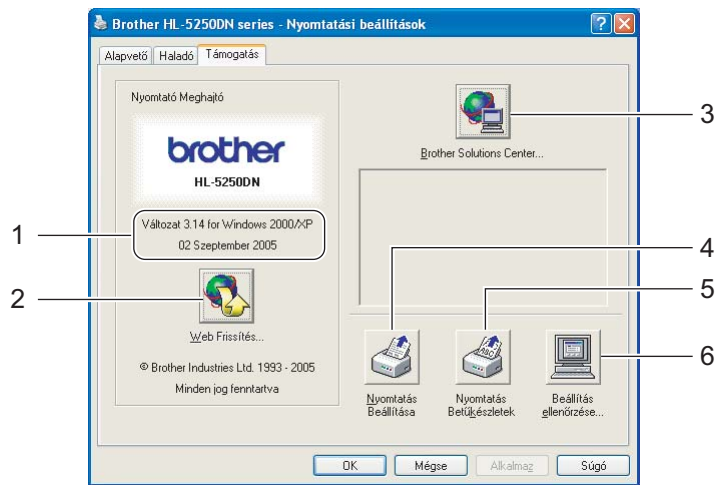 Brother HL-5250DN series - Nyomtatási beállítások
Alapvető Haladó Támogatás
Nyomtató Meghajtó
brother
HL-5250DN
Változat 3.14 for Windows 2000/XP
02 Szeptember 2005
Web Frissítés...
© Brother Industries Ltd. 1993 - 2005
Minden jog fenntartva
Brother Solutions Center...
Nyomtatás
Beállítása
Nyomtatás
Betűkészletek
Beállítás
ellenőrzése...
OK Mégse Alkalmaz Súgó
1
2
3
4
5
6